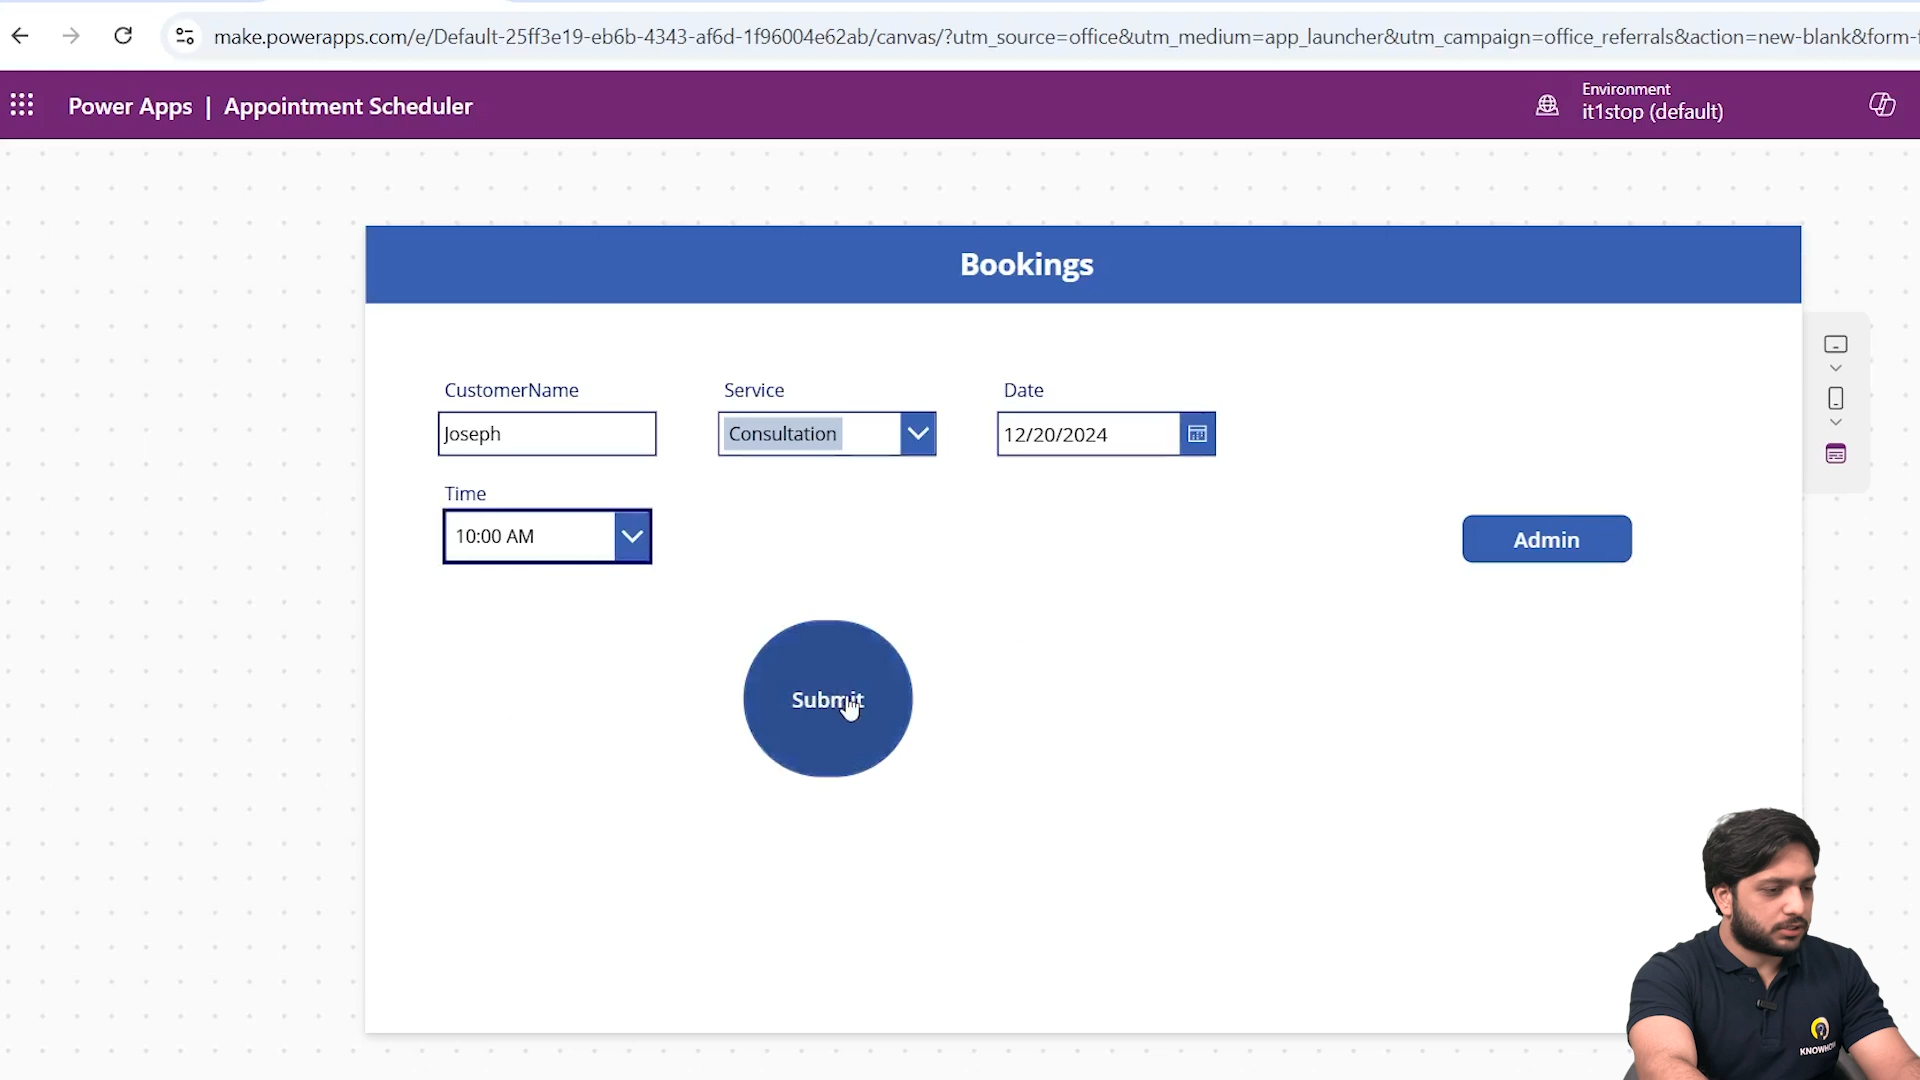 make.powerapps.com/e/Default-25ff3e19-eb6b-4343-af6d-1f96004e62ab/canvas/?utm_source=office&utm_medium=app_launcher&utm_campaign=office_referrals&action=new-blank&form-
Power Apps | Appointment Scheduler
Environment
it1stop (default)
Bookings
CustomerName Service Date
Joseph Consultation 12/20/2024
Time
10:00 AM
Admin
Submit